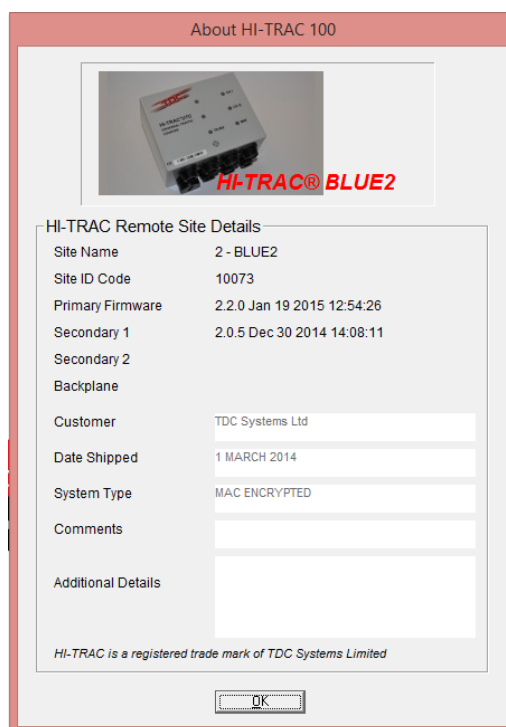 About HI-TRAC 100
TDC
HI-TRAC® BLUE2
HI-TRAC Remote Site Details
Site Name 2 - BLUE2
Site ID Code 10073
Primary Firmware 2.2.0 Jan 19 2015 12:54:26
Secondary 1 2.0.5 Dec 30 2014 14:08:11
Secondary 2
Backplane
Customer TDC Systems Ltd
Date Shipped 1 MARCH 2014
System Type MAC ENCRYPTED
Comments
Additional Details
HI-TRAC is a registered trade mark of TDC Systems Limited
OK